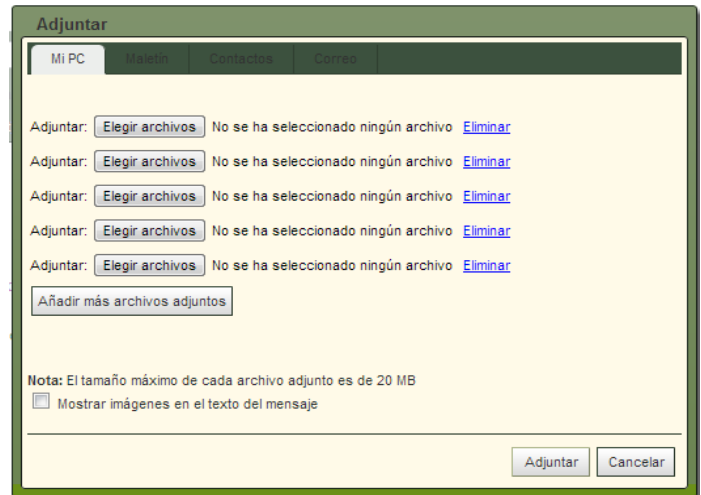 Adjuntar
Mi PC Maletín Contactos Correo
Adjuntar: Elegir archivos No se ha seleccionado ningún archivo Eliminar
Adjuntar: Elegir archivos No se ha seleccionado ningún archivo Eliminar
Adjuntar: Elegir archivos No se ha seleccionado ningún archivo Eliminar
Adjuntar: Elegir archivos No se ha seleccionado ningún archivo Eliminar
Adjuntar: Elegir archivos No se ha seleccionado ningún archivo Eliminar
Añadir más archivos adjuntos
Nota: El tamaño máximo de cada archivo adjunto es de 20 MB
Mostrar imágenes en el texto del mensaje
Adjuntar Cancelar